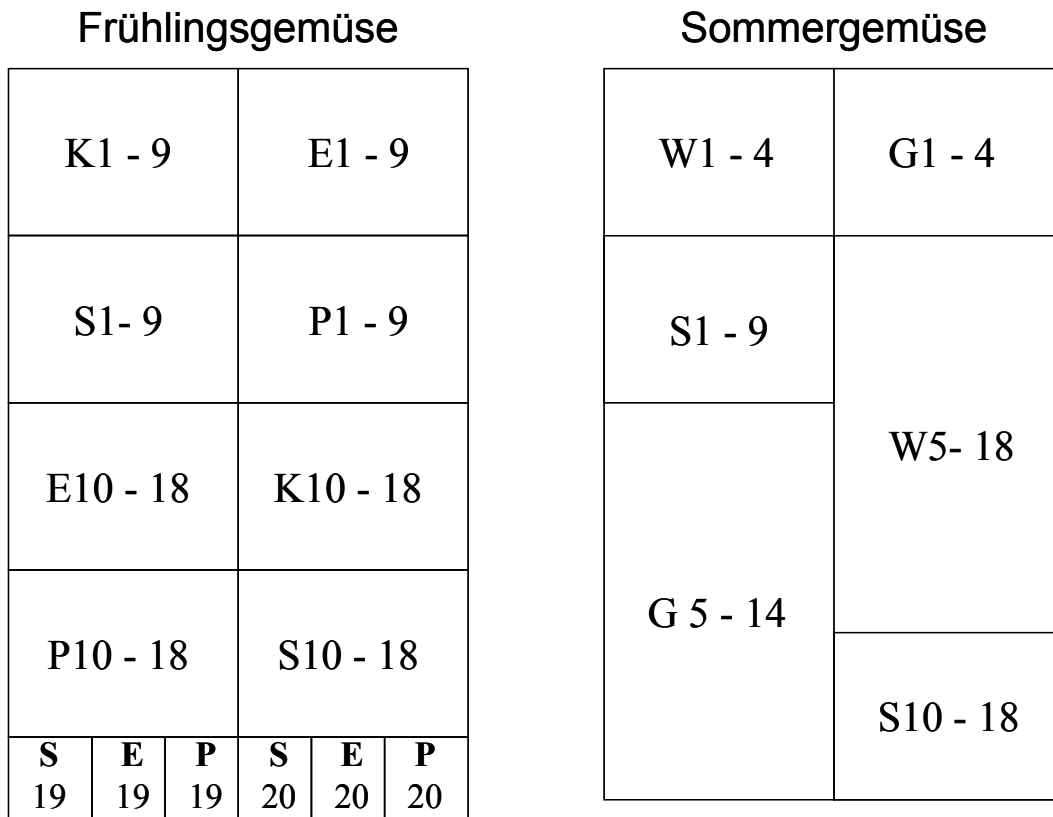 Frühlingsgemüse
K1 - 9 E1 - 9
S1- 9 P1 - 9
E10 - 18 K10 - 18
P10 - 18 S10 - 18
S E P S E P
19 19 19 20 20 20
Sommergemüse
W1 - 4 G1 - 4
S1 - 9
W5- 18
G 5 - 14
S10 - 18